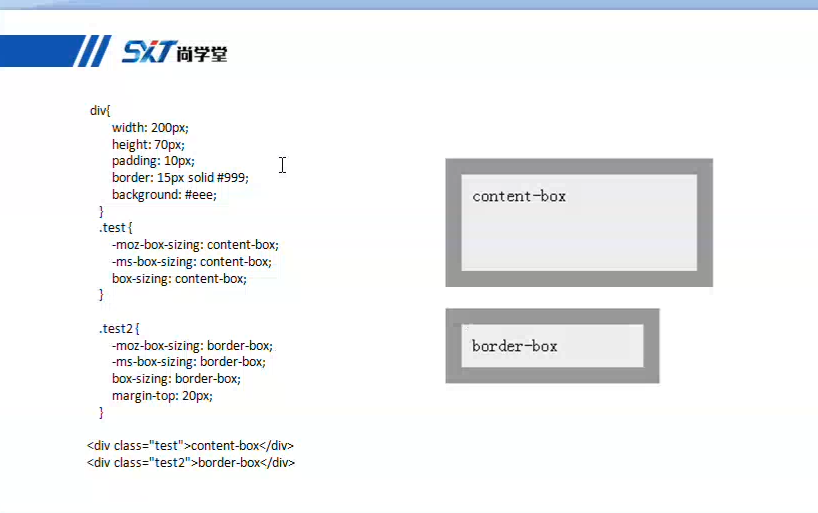 SXT尚学堂
div{
width: 200px;
height: 70px;
padding: 10px;
border: 15px solid #999;
background: #eee;
}
.test{
-moz-box-sizing: content-box;
-ms-box-sizing: content-box;
box-sizing: content-box;
}
.test2{
-moz-box-sizing: border-box;
-ms-box-sizing: border-box;
box-sizing: border-box;
margin-top: 20px;
}
<div class="test">content-box</div>
<div class="test2">border-box</div>
content-box
border-box